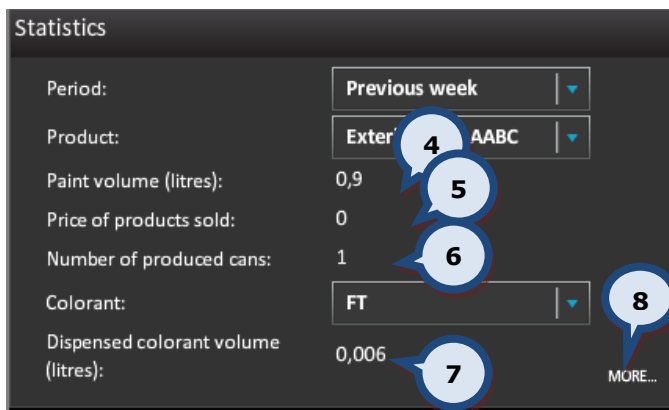 Statistics
Period: Previous week
Product: AABC
4
Paint volume (litres): 0,9
5
Price of products sold: 0
Number of produced cans: 1
6
Colorant: FT
8
Dispensed colorant volume
(litres): 0,006
7
MORE...